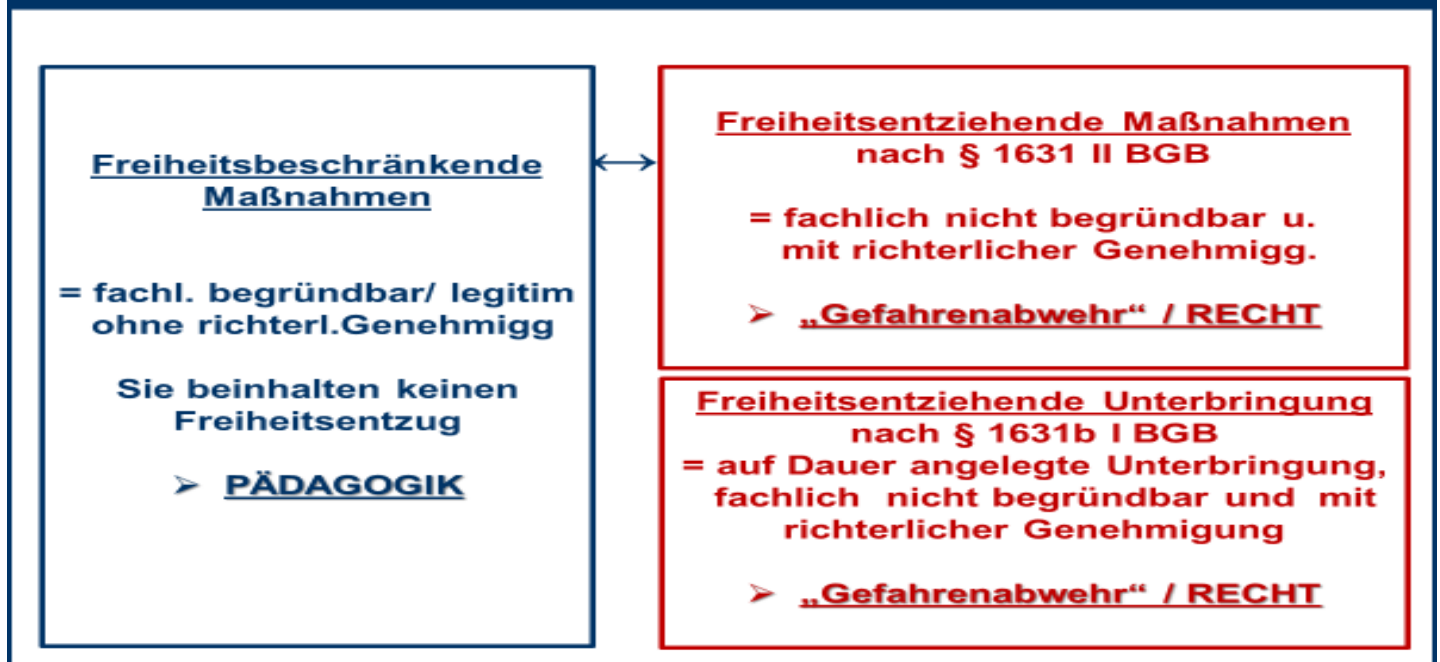 Freiheitsbeschränkende
Maßnahmen
= fachl. begründbar/ legitim
ohne richterl.Genehmigg
Sie beinhalten keinen
Freiheitsentzug
➢ PÄDAGOGIK
↔
Freiheitsentziehende Maßnahmen
nach § 1631 II BGB
= fachlich nicht begründbar u.
mit richterlicher Genehmigg.
➢ „Gefahrenabwehr“ / RECHT
Freiheitsentziehende Unterbringung
nach § 1631b I BGB
= auf Dauer angelegte Unterbringung,
fachlich nicht begründbar und mit
richterlicher Genehmigung
➢ „Gefahrenabwehr“ / RECHT